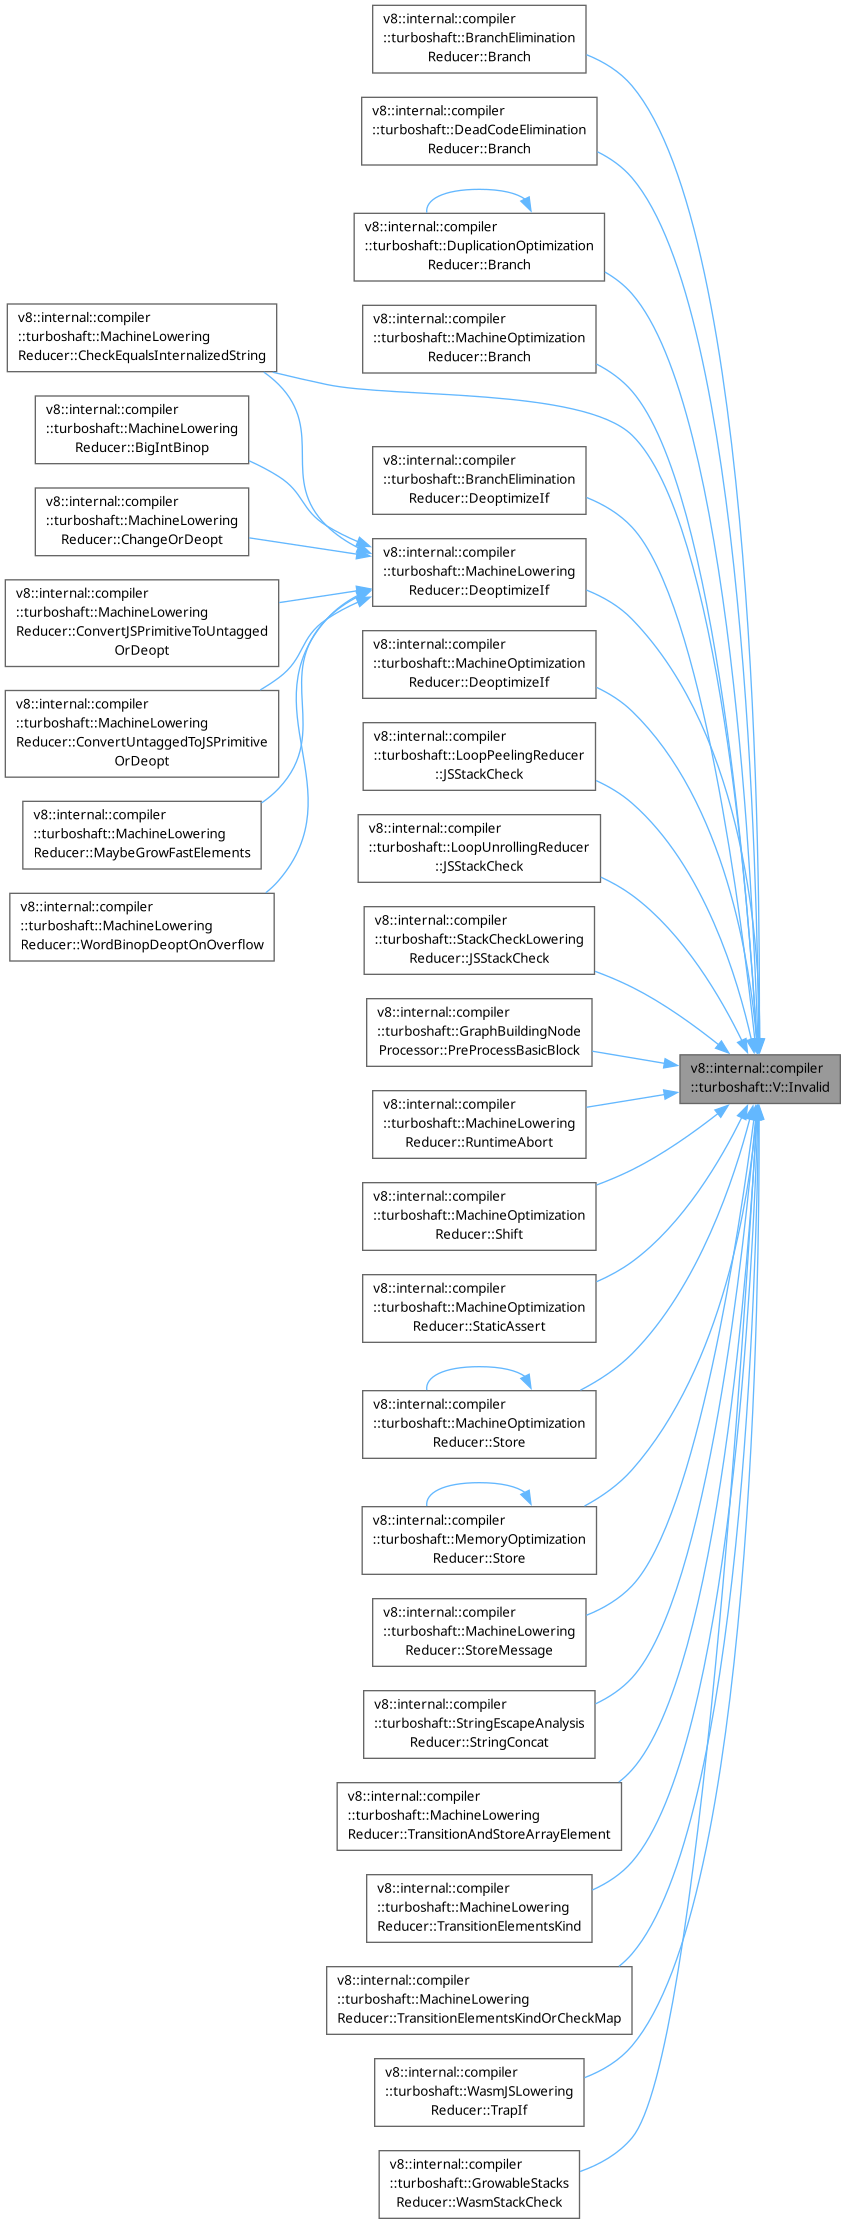 v8::internal::compiler
::turboshaft::BranchElimination
Reducer::Branch
v8::internal::compiler
::turboshaft::DeadCodeElimination
Reducer::Branch
v8::internal::compiler
::turboshaft::DuplicationOptimization
Reducer::Branch
v8::internal::compiler
::turboshaft::MachineLowering
Reducer::CheckEqualsInternalizedString
v8::internal::compiler
::turboshaft::MachineOptimization
Reducer::Branch
v8::internal::compiler
::turboshaft::MachineLowering
Reducer::BigIntBinop
v8::internal::compiler
::turboshaft::BranchElimination
Reducer::DeoptimizeIf
v8::internal::compiler
::turboshaft::MachineLowering
Reducer::ChangeOrDeopt
v8::internal::compiler
::turboshaft::MachineLowering
Reducer::DeoptimizeIf
v8::internal::compiler
::turboshaft::MachineLowering
Reducer::ConvertJSPrimitiveToUntagged
OrDeopt
v8::internal::compiler
::turboshaft::MachineOptimization
Reducer::DeoptimizeIf
v8::internal::compiler
::turboshaft::MachineLowering
Reducer::ConvertUntaggedToJSPrimitive
OrDeopt
v8::internal::compiler
::turboshaft::LoopPeelingReducer
::JSStackCheck
v8::internal::compiler
::turboshaft::MachineLowering
Reducer::MaybeGrowFastElements
v8::internal::compiler
::turboshaft::LoopUnrollingReducer
::JSStackCheck
v8::internal::compiler
::turboshaft::MachineLowering
Reducer::WordBinopDeoptOnOverflow
v8::internal::compiler
::turboshaft::StackCheckLowering
Reducer::JSStackCheck
v8::internal::compiler
::turboshaft::GraphBuildingNode
Processor::PreProcessBasicBlock
v8::internal::compiler
::turboshaft::V::Invalid
v8::internal::compiler
::turboshaft::MachineLowering
Reducer::RuntimeAbort
v8::internal::compiler
::turboshaft::MachineOptimization
Reducer::Shift
v8::internal::compiler
::turboshaft::MachineOptimization
Reducer::StaticAssert
v8::internal::compiler
::turboshaft::MachineOptimization
Reducer::Store
v8::internal::compiler
::turboshaft::MemoryOptimization
Reducer::Store
v8::internal::compiler
::turboshaft::MachineLowering
Reducer::StoreMessage
v8::internal::compiler
::turboshaft::StringEscapeAnalysis
Reducer::StringConcat
v8::internal::compiler
::turboshaft::MachineLowering
Reducer::TransitionAndStoreArrayElement
v8::internal::compiler
::turboshaft::MachineLowering
Reducer::TransitionElementsKind
v8::internal::compiler
::turboshaft::MachineLowering
Reducer::TransitionElementsKindOrCheckMap
v8::internal::compiler
::turboshaft::WasmJSLowering
Reducer::TrapIf
v8::internal::compiler
::turboshaft::GrowableStacks
Reducer::WasmStackCheck